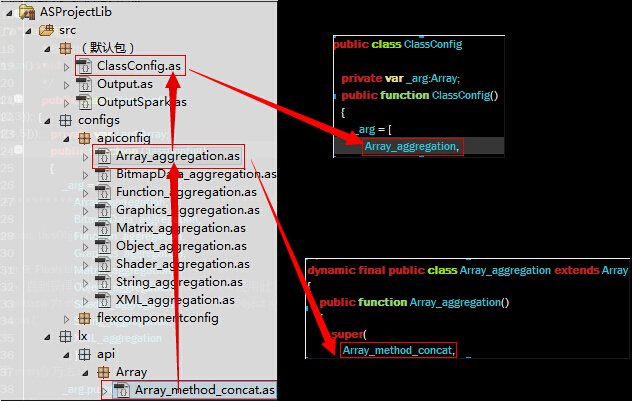 ASProjectLib
src
（默认包）
ClassConfig.as
Output.as
OutputSpark.as
configs
apiconfig
Array_aggregation.as
BitmapData_aggregation.as
Function_aggregation.as
Graphics_aggregation.as
Matrix_aggregation.as
Object_aggregation.as
Shader_aggregation.as
String_aggregation.as
XML_aggregation.as
flexcomponentconfig
lx
api
Array
Array_method_concat.as
public class ClassConfig
private var _arg:Array;
public function ClassConfig()
{
_arg = [
Array_aggregation,
dynamic final public class Array_aggregation extends Array
{
public function Array_aggregation()
{
super(
Array_method_concat,